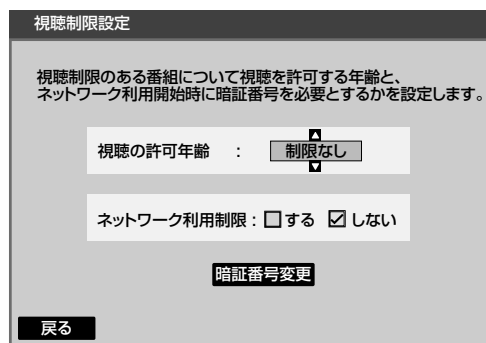 視聴制限設定
視聴制限のある番組について視聴を許可する年齢と、
ネットワーク利用開始時に暗証番号を必要とするかを設定します。
視聴の許可年齢 : 制限なし
ネットワーク利用制限 : する しない
暗証番号変更
戻る